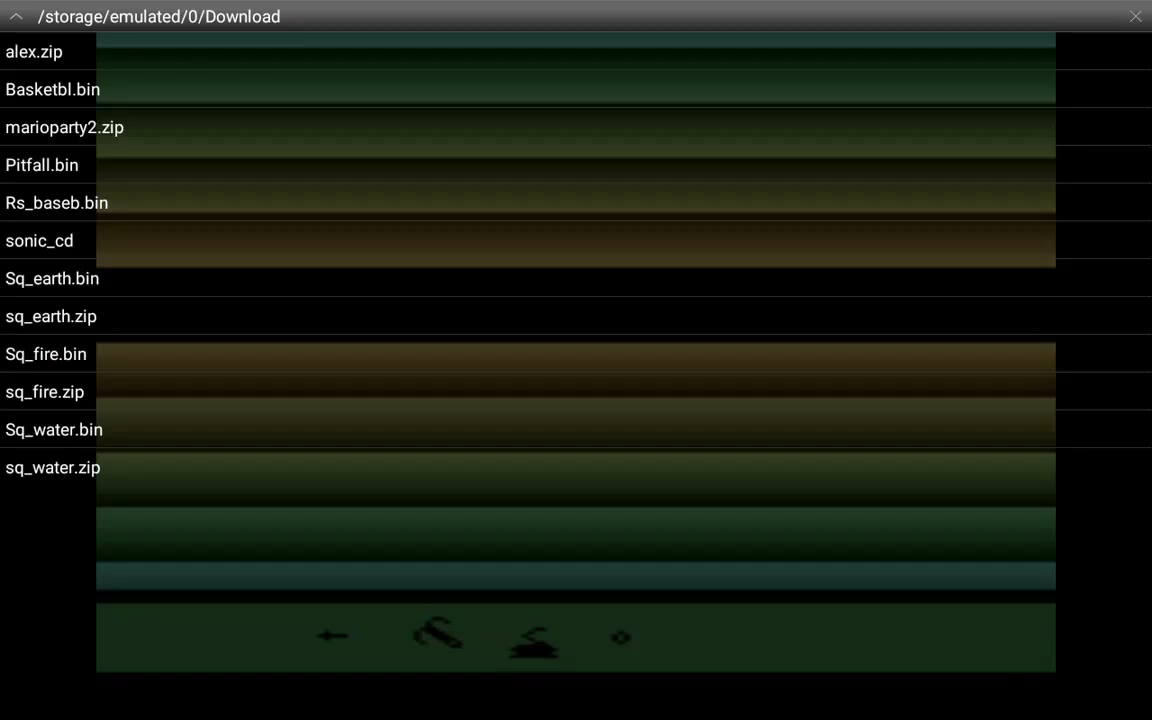 /storage/emulated/0/Download
alex.zip
Basketbl.bin
marioparty2.zip
Pitfall.bin
Rs_baseb.bin
sonic_cd
Sq_earth.bin
sq_earth.zip
Sq_fire.bin
sq_fire.zip
Sq_water.bin
sq_water.zip